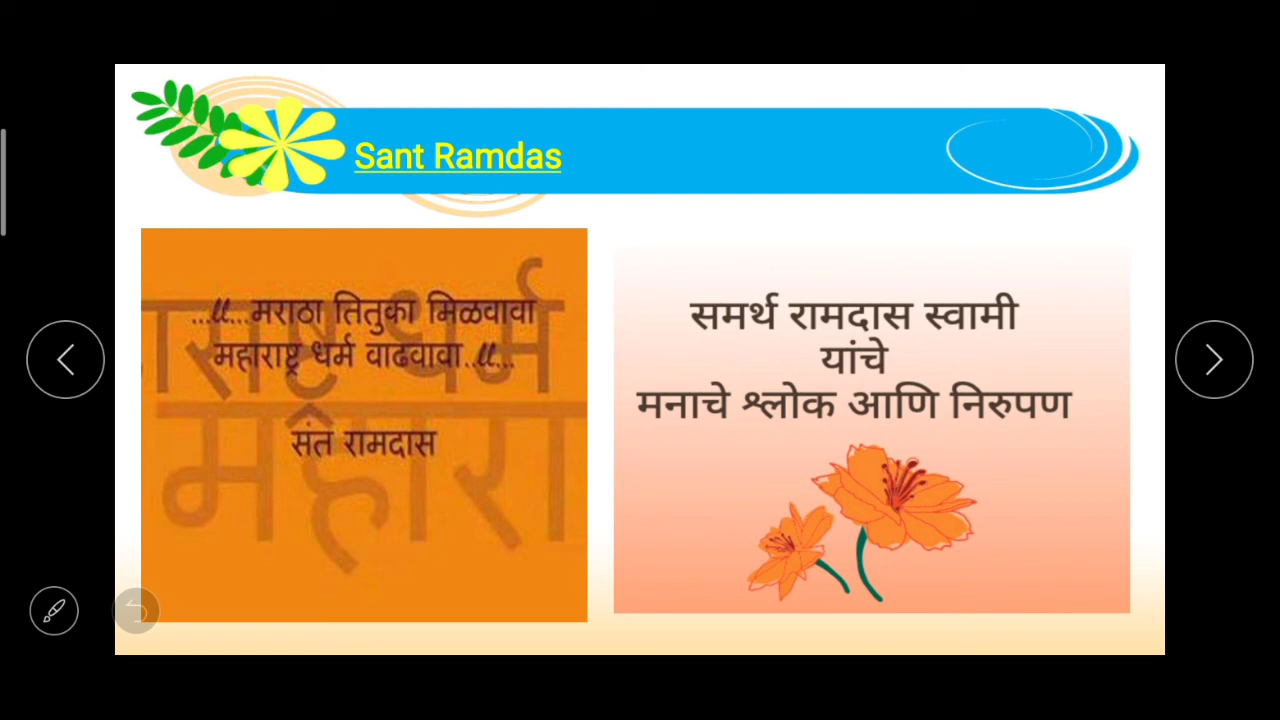 Sant Ramdas
...〟...मराठा तितुका मिळवावा
महाराष्ट्र धर्म वाढवावा..〟...
संत रामदास
समर्थ रामदास स्वामी
यांचे
मनाचे श्लोक आणि निरुपण